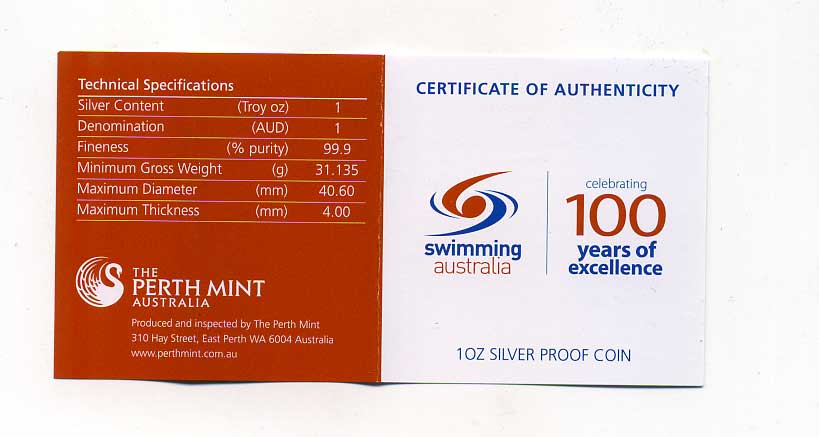 Technical Specifications
Silver Content (Troy oz) 1
Denomination (AUD) 1
Fineness (% purity) 99.9
Minimum Gross Weight (g) 31.135
Maximum Diameter (mm) 40.60
Maximum Thickness (mm) 4.00
THE
PERTH MINT
AUSTRALIA
Produced and inspected by The Perth Mint
310 Hay Street, East Perth WA 6004 Australia
www.perthmint.com.au
CERTIFICATE OF AUTHENTICITY
swimming
australia
celebrating
100
years of
excellence
1OZ SILVER PROOF COIN